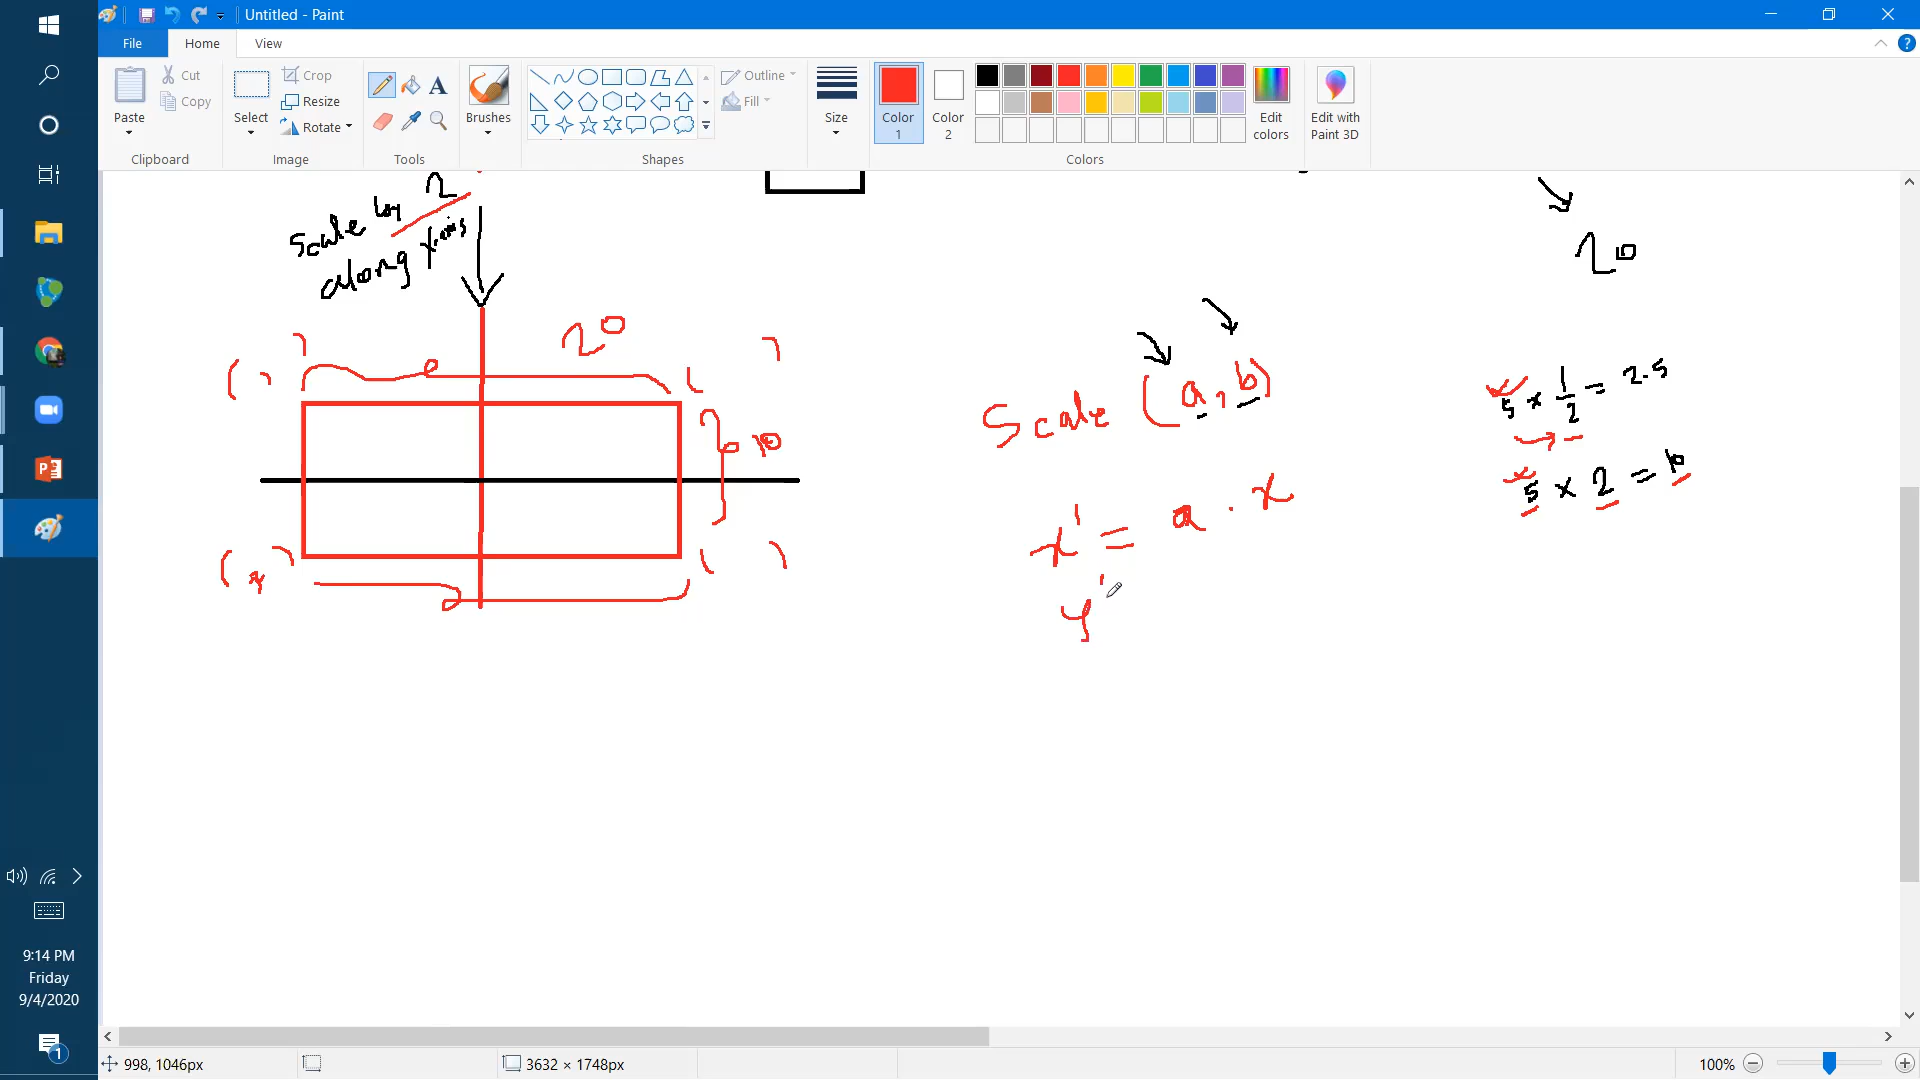 Untitled - Paint
File
Home
View
Paste
Cut
Copy
Clipboard
Select
Crop
Resize
Rotate
Image
A
Tools
Brushes
Shapes
Outline
Fill
Size
Color 1
Color 2
Edit colors
Edit with Paint 3D
Colors
Scale by 2
along x axis
20
20
10
( , )
( )
( , )
( )
Scale (a, b)
x' = a . x
y'
20
5 x 1/2 = 2.5
5 x 2 = 10
9:14 PM
Friday
9/4/2020
1
998, 1046px
3632 × 1748px
100%